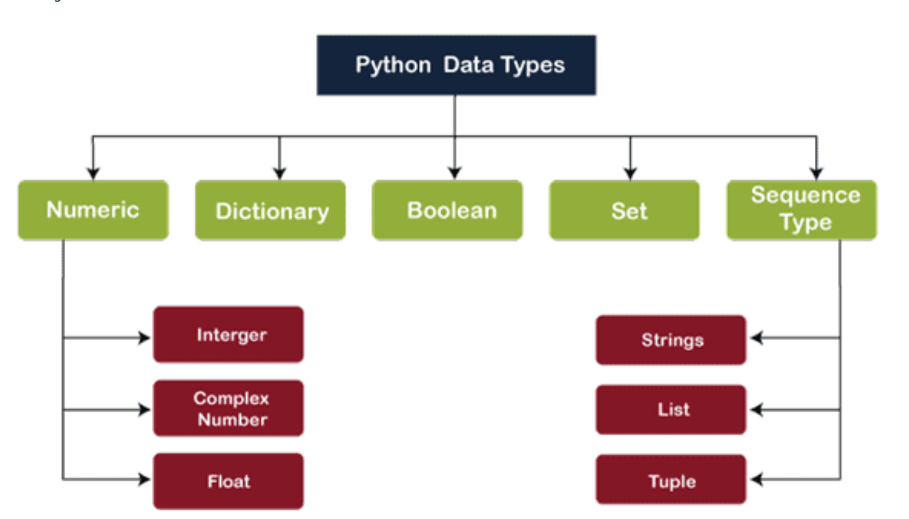 Python Data Types
Numeric
Dictionary
Boolean
Set
Sequence
Type
Interger
Complex
Number
Float
Strings
List
Tuple